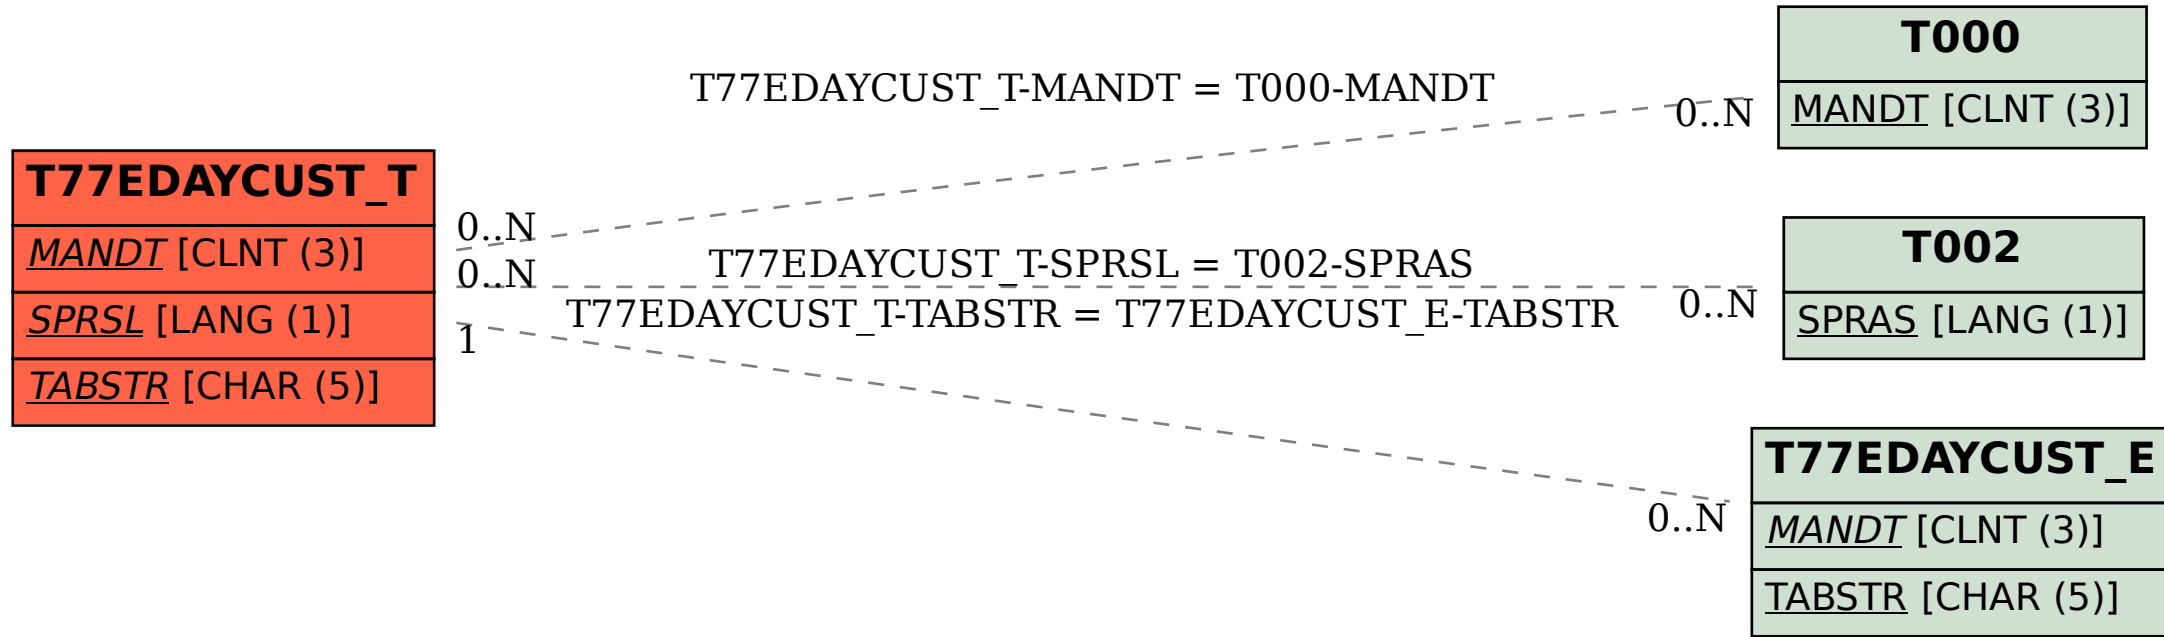 T77EDAYCUST_T
MANDT [CLNT (3)]
SPRSL [LANG (1)]
TABSTR [CHAR (5)]
T77EDAYCUST_T-MANDT = T000-MANDT
0..N
0..N
T77EDAYCUST_T-SPRSL = T002-SPRAS
0..N
0..N
T77EDAYCUST_T-TABSTR = T77EDAYCUST_E-TABSTR
1
0..N
T000
MANDT [CLNT (3)]
T002
SPRAS [LANG (1)]
T77EDAYCUST_E
MANDT [CLNT (3)]
TABSTR [CHAR (5)]